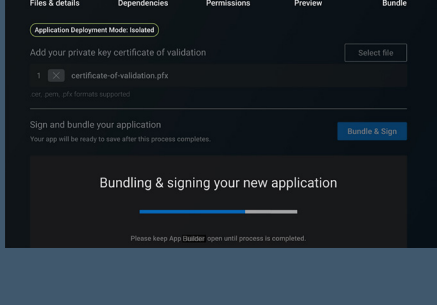 Files & details Dependencies Permissions Preview Bundle
Application Deployment Mode: Isolated
Add your private key certificate of validation Select file
1 certificate-of-validation.pfx
cer, pem, pfx formats supported
Sign and bundle your application
Your app will be ready to save after this process completes. Bundle & Sign
Bundling & signing your new application
Please keep App Builder open until process is completed.